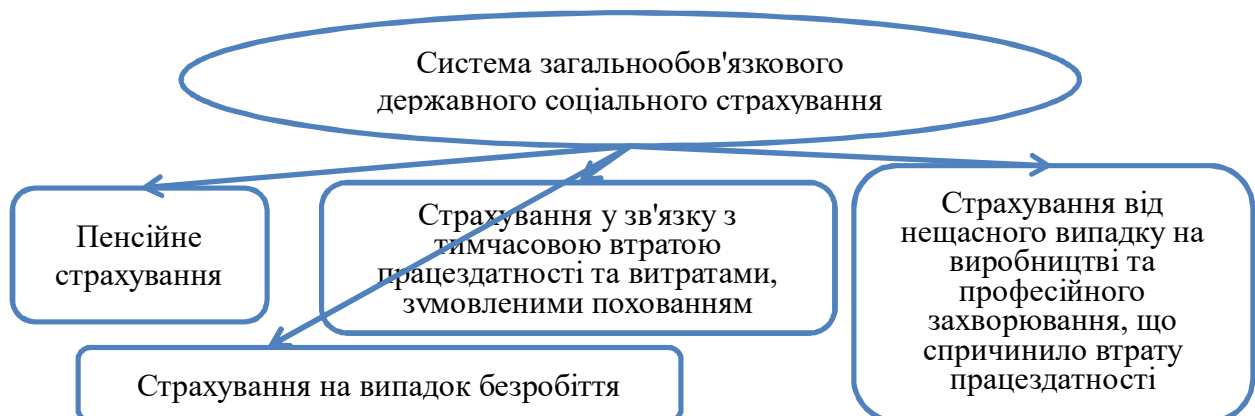 Система загальнообов'язкового
державного соціального страхування
Пенсійне
страхування
Страхування у зв'язку з
тимчасовою втратою
працездатності та витратами,
зумовленими похованням
Страхування від
нещасного випадку на
виробництві та
професійного
захворювання, що
спричинило втрату
працездатності
Страхування на випадок безробіття